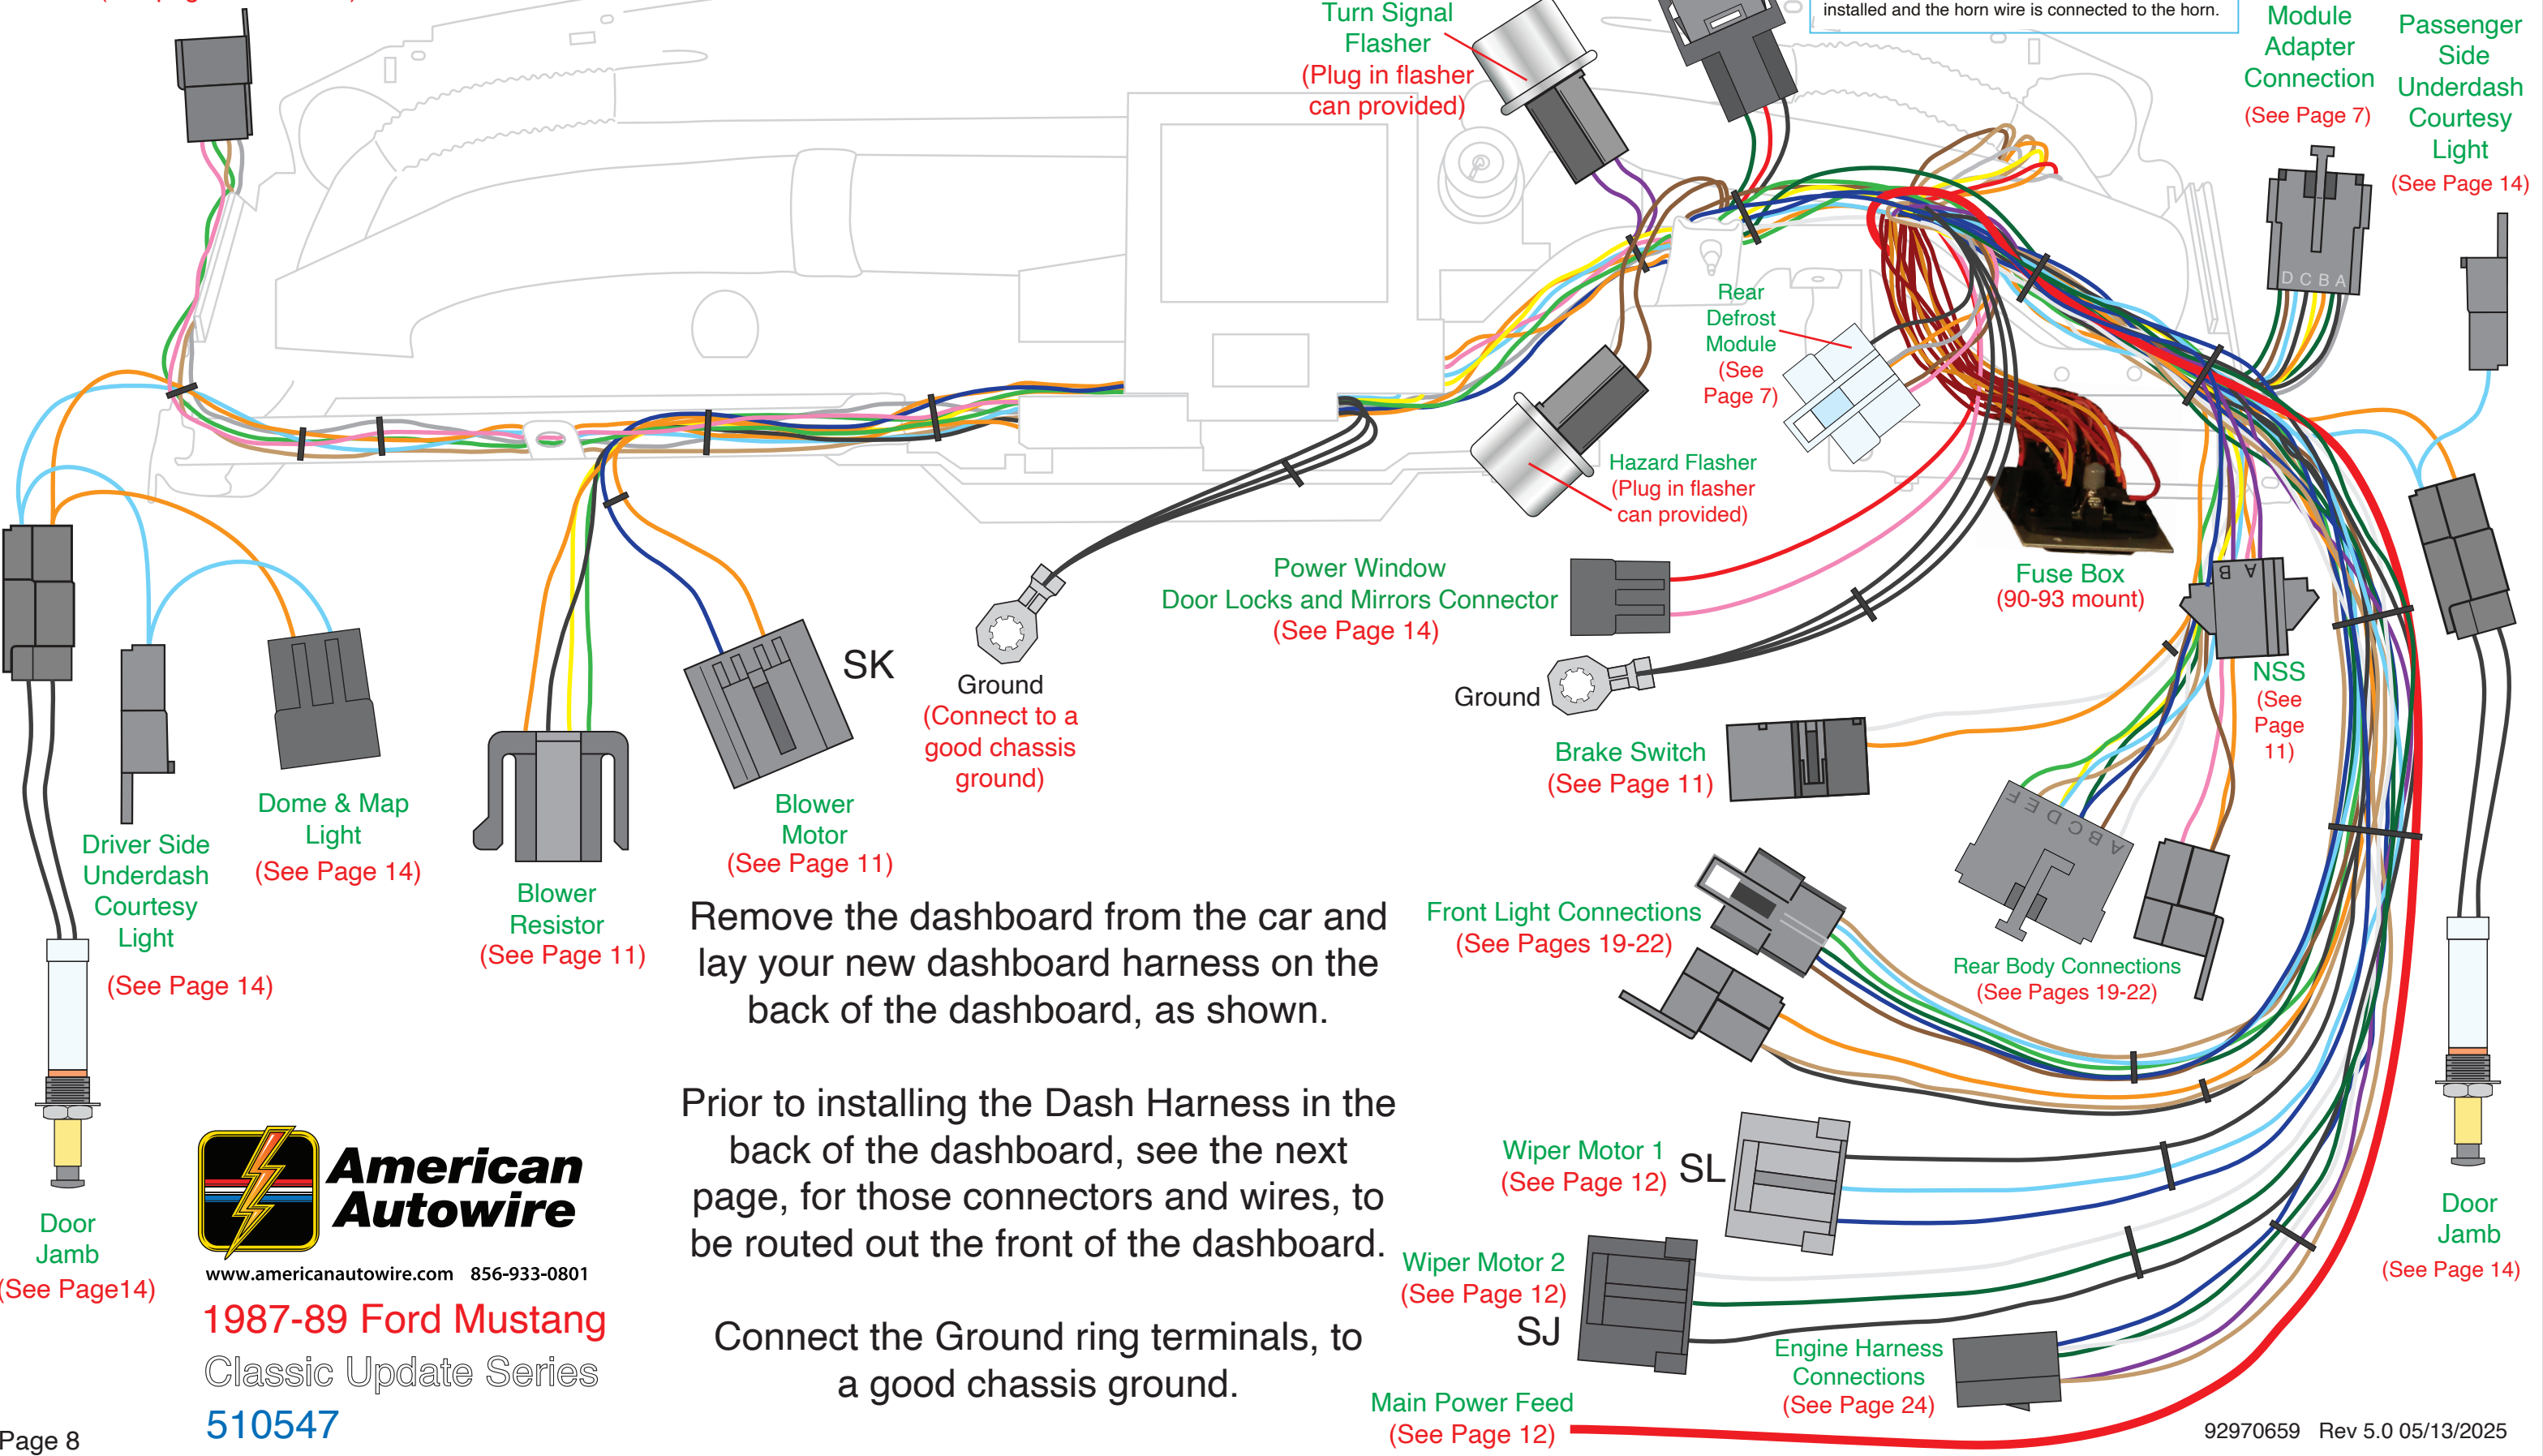 installed and the horn wire is connected to the horn.
Turn Signal
Flasher
(Plug in flasher
can provided)
Module
Adapter
Connection
(See Page 7)
Passenger
Side
Underdash
Courtesy
Light
(See Page 14)
D C B A
Rear
Defrost
Module
(See
Page 7)
Hazard Flasher
(Plug in flasher
can provided)
Power Window
Door Locks and Mirrors Connector
(See Page 14)
Fuse Box
(90-93 mount)
B A
NSS
(See
Page
11)
SK
Ground
(Connect to a
good chassis
ground)
Ground
Brake Switch
(See Page 11)
Dome & Map
Light
(See Page 14)
Driver Side
Underdash
Courtesy
Light
(See Page 14)
Blower
Motor
(See Page 11)
Blower
Resistor
(See Page 11)
F E D C B A
Front Light Connections
(See Pages 19-22)
Rear Body Connections
(See Pages 19-22)
Remove the dashboard from the car and
lay your new dashboard harness on the
back of the dashboard, as shown.
Prior to installing the Dash Harness in the
back of the dashboard, see the next
page, for those connectors and wires, to
be routed out the front of the dashboard.
Connect the Ground ring terminals, to
a good chassis ground.
Wiper Motor 1
(See Page 12)
SL
Wiper Motor 2
(See Page 12)
SJ
Engine Harness
Connections
(See Page 24)
Main Power Feed
(See Page 12)
Door
Jamb
(See Page14)
Door
Jamb
(See Page 14)
American
Autowire
www.americanautowire.com 856-933-0801
1987-89 Ford Mustang
Classic Update Series
510547
Page 8
92970659 Rev 5.0 05/13/2025